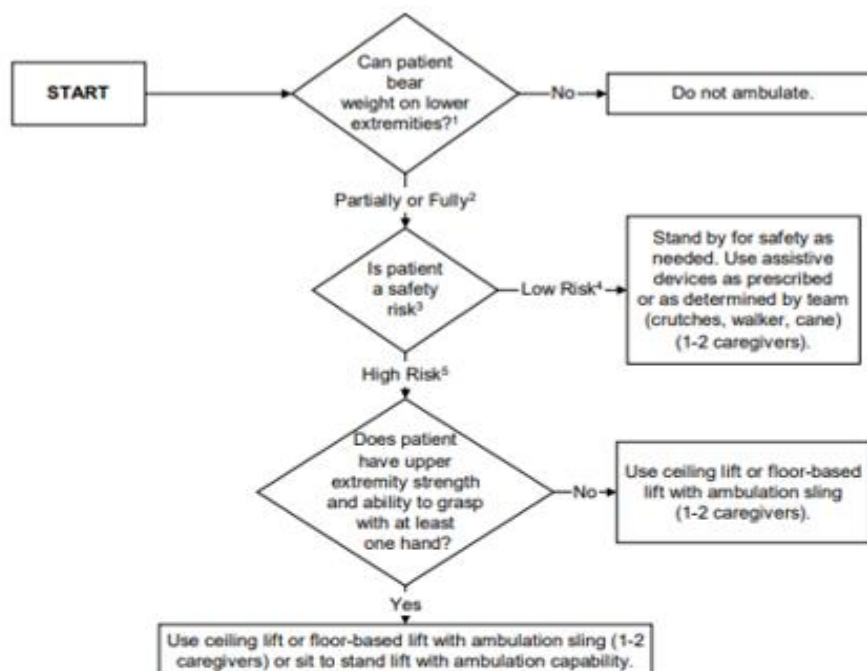 START
Can patient
bear
weight on lower
extremities?¹
No
Do not ambulate.
Partially or Fully²
Is patient
a safety
risk³
Low Risk⁴
Stand by for safety as
needed. Use assistive
devices as prescribed
or as determined by team
(crutches, walker, cane)
(1-2 caregivers).
High Risk⁵
Does patient
have upper
extremity strength
and ability to grasp
with at least
one hand?
No
Use ceiling lift or floor-based
lift with ambulation sling
(1-2 caregivers).
Yes
Use ceiling lift or floor-based lift with ambulation sling (1-2
caregivers) or sit to stand lift with ambulation capability.